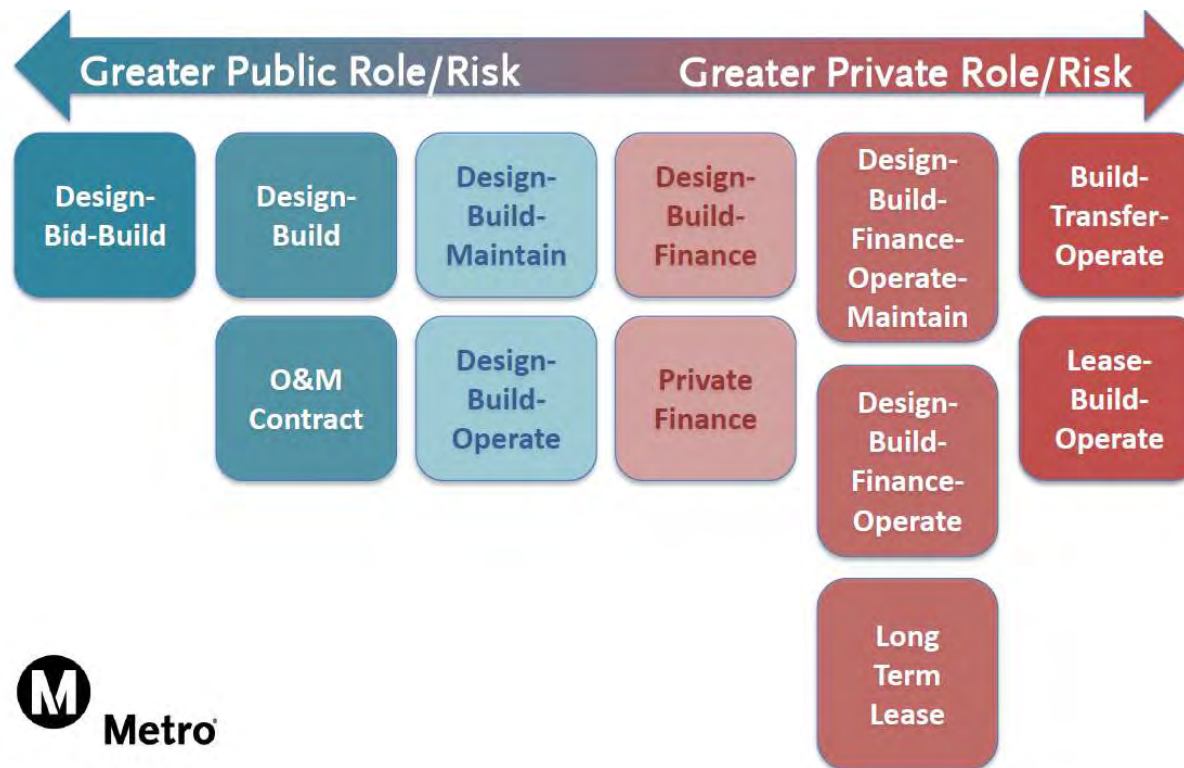 Greater Public Role/Risk
Greater Private Role/Risk
Design-
Bid-Build
Design-
Build
Design-
Build-
Maintain
Design-
Build-
Finance
Design-
Build-
Finance-
Operate-
Maintain
Build-
Transfer-
Operate
O&M
Contract
Design-
Build-
Operate
Private
Finance
Design-
Build-
Finance-
Operate
Lease-
Build-
Operate
Long
Term
Lease
M
Metro